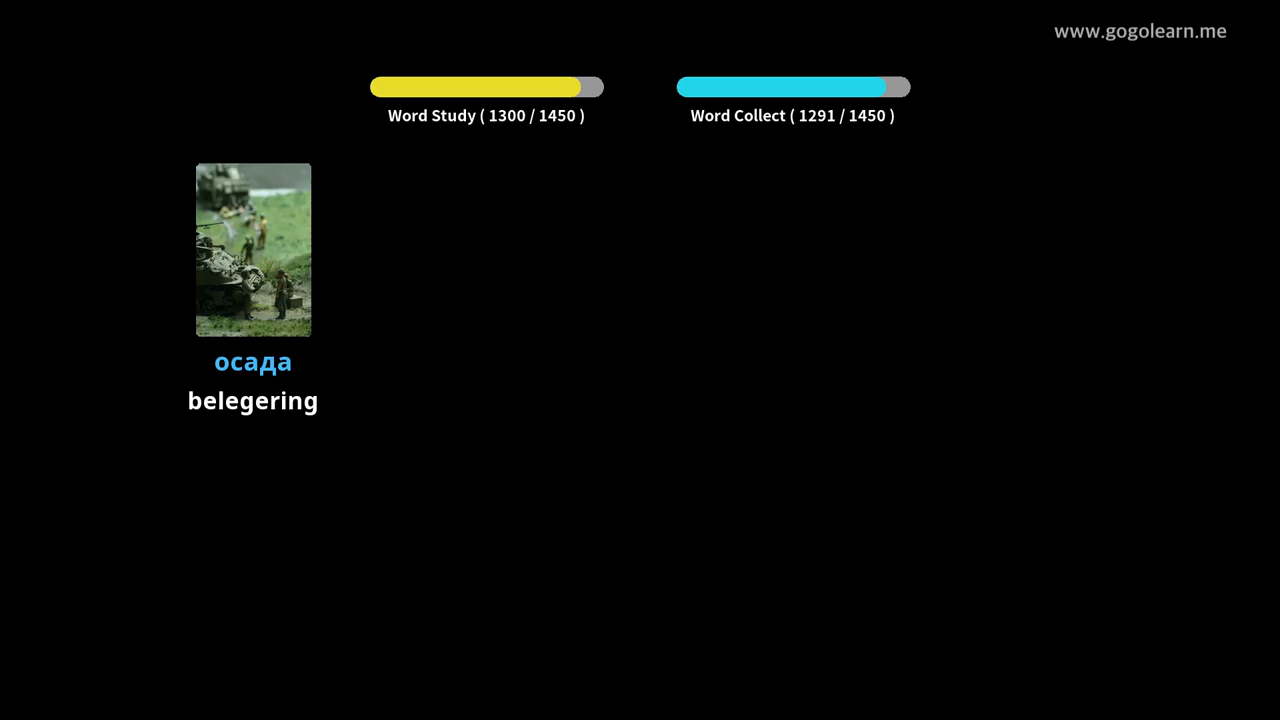 www.gogolearn.me
Word Study ( 1300 / 1450 )
Word Collect ( 1291 / 1450 )
осада
belegering